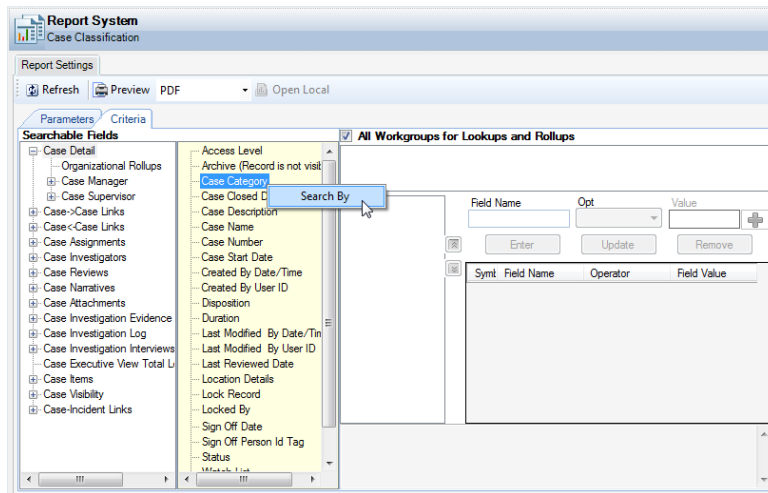 Report System
Case Classification
Report Settings
Refresh Preview PDF Open Local
Parameters Criteria
Searchable Fields
Case Detail
Organizational Rollups
Case Manager
Case Supervisor
Case->Case Links
Case<-Case Links
Case Assignments
Case Investigators
Case Reviews
Case Narratives
Case Attachments
Case Investigation Evidence
Case Investigation Log
Case Investigation Interviews
Case Executive View Total
Case Items
Case Visibility
Case-Incident Links
Access Level
Archive (Record is not
Case Category
Case Closed
Case Description
Case Name
Case Number
Case Start Date
Created By Date/Time
Created By User ID
Disposition
Duration
Last Modified By
Last Modified By User ID
Last Reviewed Date
Location Details
Lock Record
Locked By
Sign Off Date
Sign Off Person Id Tag
Status
Search By
All Workgroups for Lookups and Rollups
Field Name Opt Value
Enter Update Remove
Symb Field Name Operator Field Value